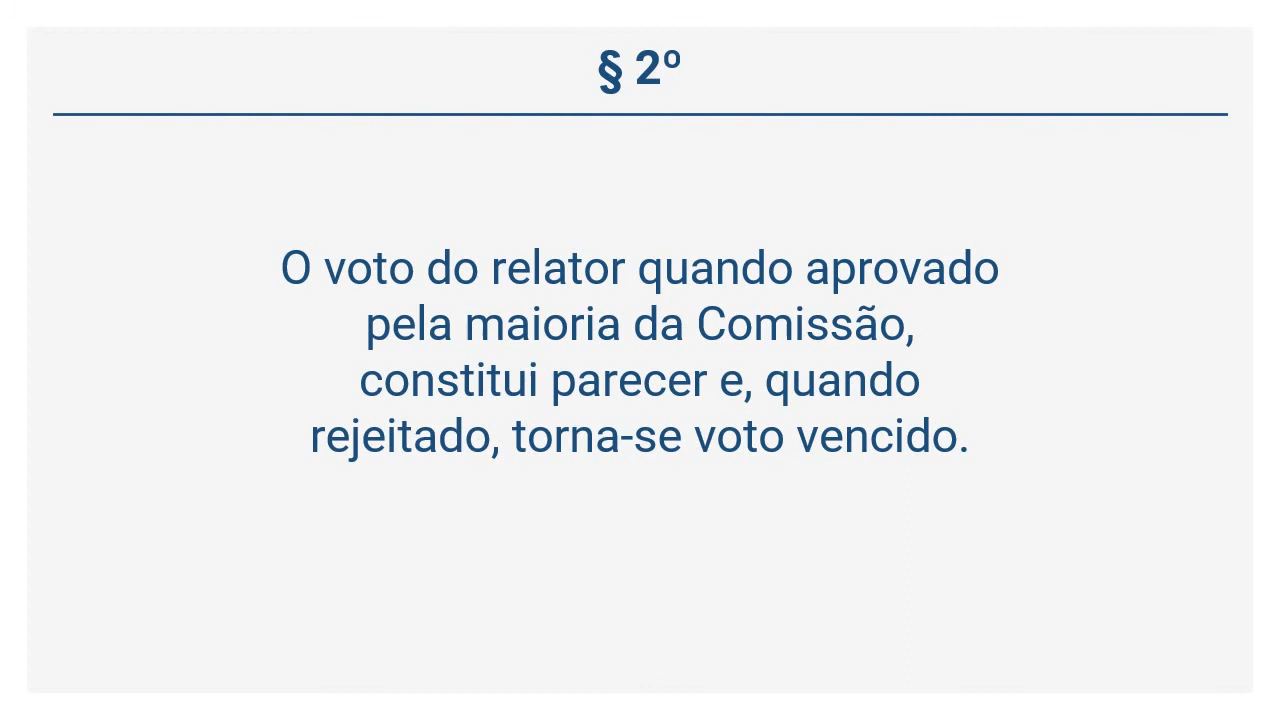 § 2º
O voto do relator quando aprovado
pela maioria da Comissão,
constitui parecer e, quando
rejeitado, torna-se voto vencido.